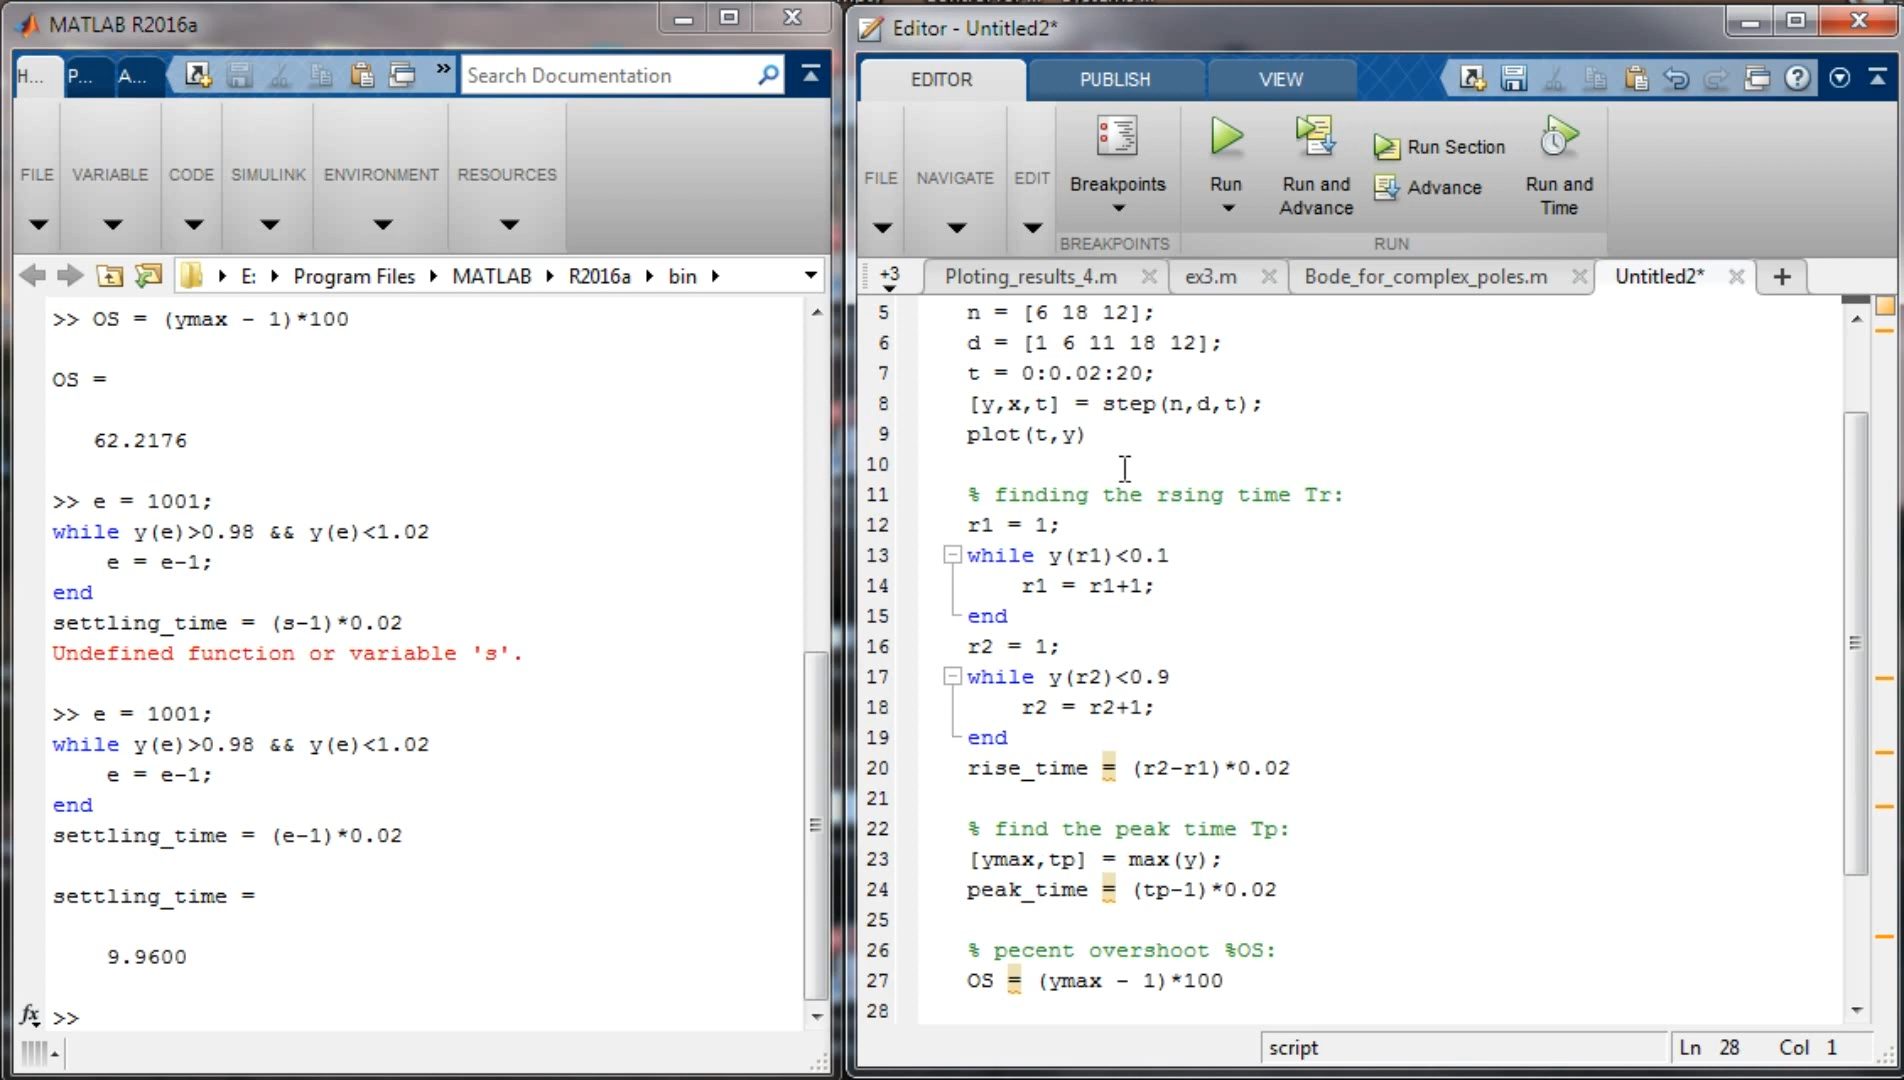 MATLAB R2016a
H... P... A... » Search Documentation
FILE VARIABLE CODE SIMULINK ENVIRONMENT RESOURCES
E: Program Files MATLAB R2016a bin
>> OS = (ymax - 1)*100
OS =
62.2176
>> e = 1001;
while y(e)>0.98 && y(e)<1.02
e = e-1;
end
settling_time = (s-1)*0.02
Undefined function or variable 's'.
>> e = 1001;
while y(e)>0.98 && y(e)<1.02
e = e-1;
end
settling_time = (e-1)*0.02
settling_time =
9.9600
fx >>
Editor - Untitled2*
EDITOR PUBLISH VIEW
FILE NAVIGATE EDIT Breakpoints Run Run and Advance Run Section Advance Run and Time
BREAKPOINTS RUN
+3 Ploting_results_4.m ex3.m Bode_for_complex_poles.m Untitled2* +
5 n = [6 18 12];
6 d = [1 6 11 18 12];
7 t = 0:0.02:20;
8 [y,x,t] = step(n,d,t);
9 plot(t,y)
10
11 % finding the rsing time Tr:
12 r1 = 1;
13 while y(r1)<0.1
14 r1 = r1+1;
15 end
16 r2 = 1;
17 while y(r2)<0.9
18 r2 = r2+1;
19 end
20 rise_time = (r2-r1)*0.02
21
22 % find the peak time Tp:
23 [ymax,tp] = max(y);
24 peak_time = (tp-1)*0.02
25
26 % pecent overshoot %OS:
27 OS = (ymax - 1)*100
28
script Ln 28 Col 1